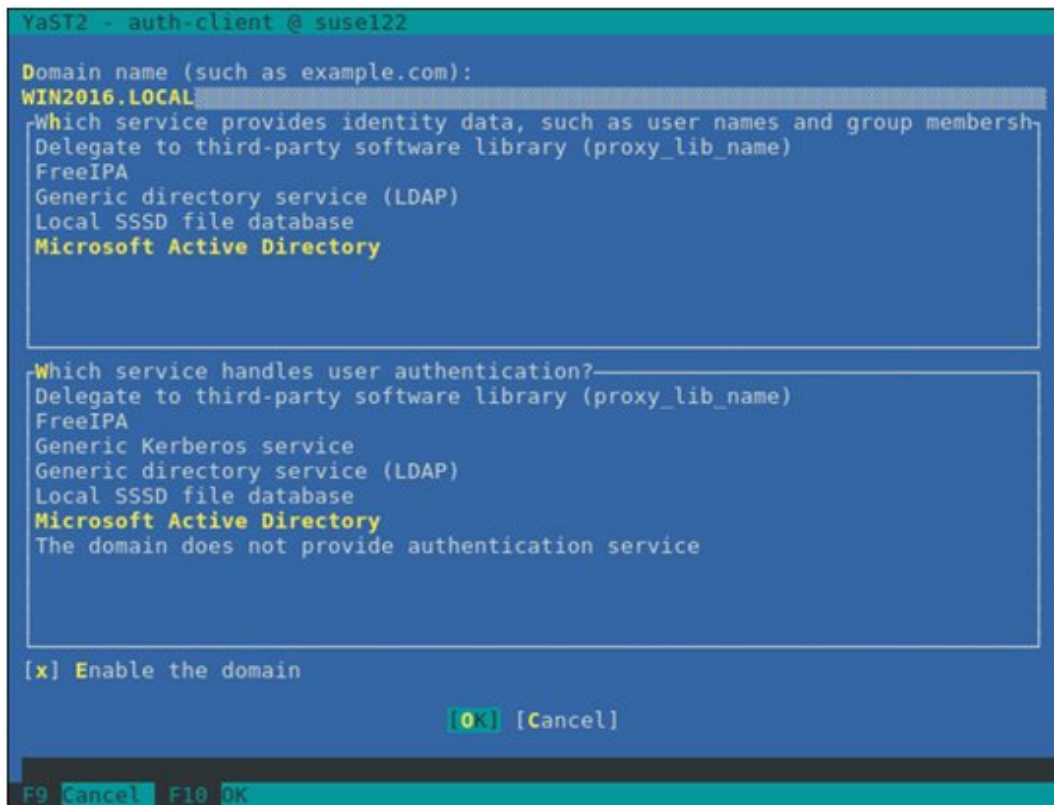 YaST2 - auth-client @ suse122
Domain name (such as example.com):
WIN2016.LOCAL
Which service provides identity data, such as user names and group membersh
Delegate to third-party software library (proxy_lib_name)
FreeIPA
Generic directory service (LDAP)
Local SSSD file database
Microsoft Active Directory
Which service handles user authentication?
Delegate to third-party software library (proxy_lib_name)
FreeIPA
Generic Kerberos service
Generic directory service (LDAP)
Local SSSD file database
Microsoft Active Directory
The domain does not provide authentication service
[x] Enable the domain
[OK] [Cancel]
F9 Cancel F10 OK